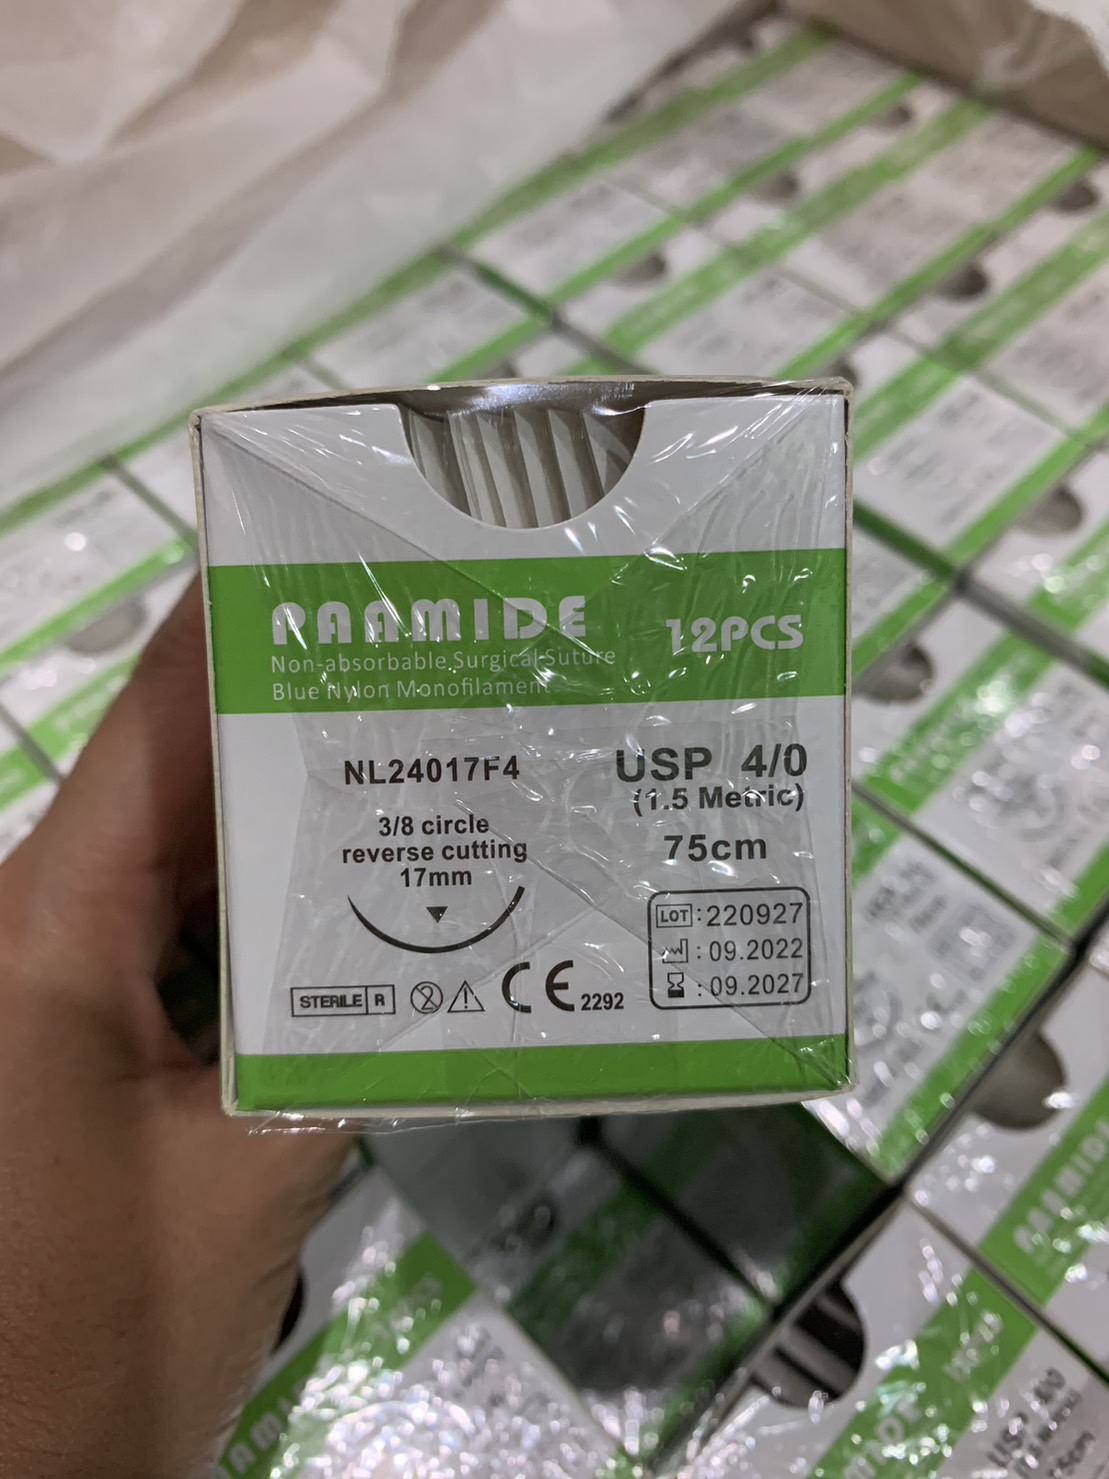 PAAMIDE
12PCS
Non-absorbable Surgical Suture
Blue Nylon Monofilament
NL24017F4
3/8 circle
reverse cutting
17mm
USP 4/0
(1.5 Metric)
75cm
LOT : 220927
: 09.2022
: 09.2027
STERILE R
2
CE 2292